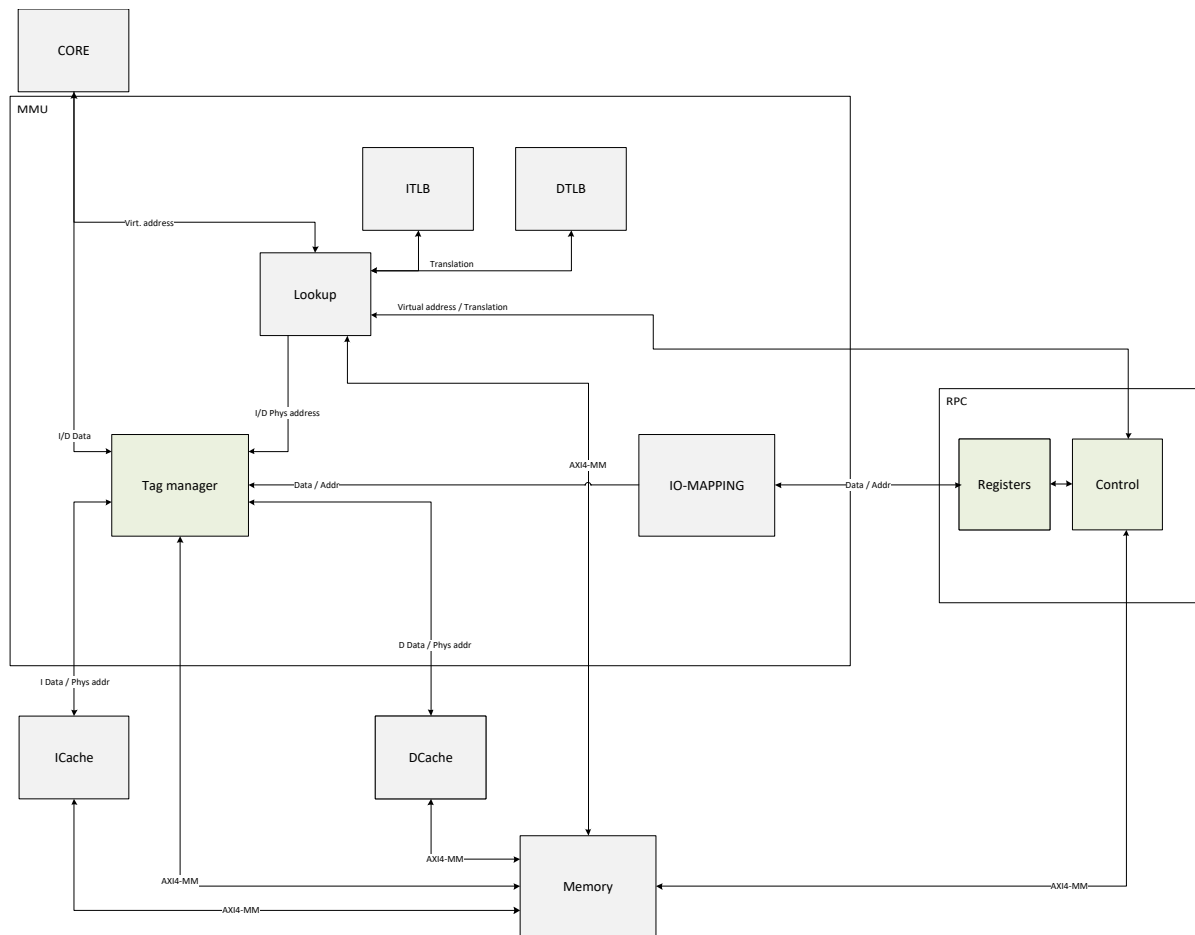 CORE
MMU
ITLB
DTLB
Virt. address
Translation
Lookup
Virtual address / Translation
I/D Phys address
RPC
I/D Data
AXI4-MM
Tag manager
Data / Addr
IO-MAPPING
Data / Addr
Registers
Control
D Data / Phys addr
I Data / Phys addr
ICache
DCache
AXI4-MM
AXI4-MM
Memory
AXI4-MM
AXI4-MM